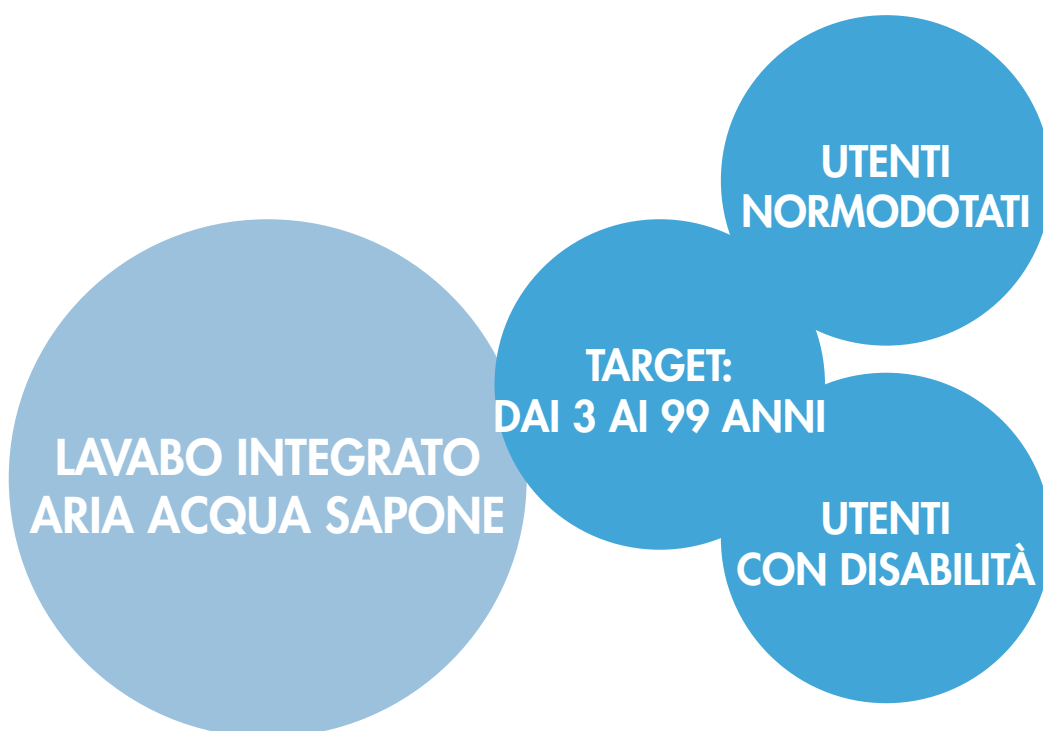 LAVABO INTEGRATO
ARIA ACQUA SAPONE
TARGET:
DAI 3 AI 99 ANNI
UTENTI
NORMODOTATI
UTENTI
CON DISABILITÀ